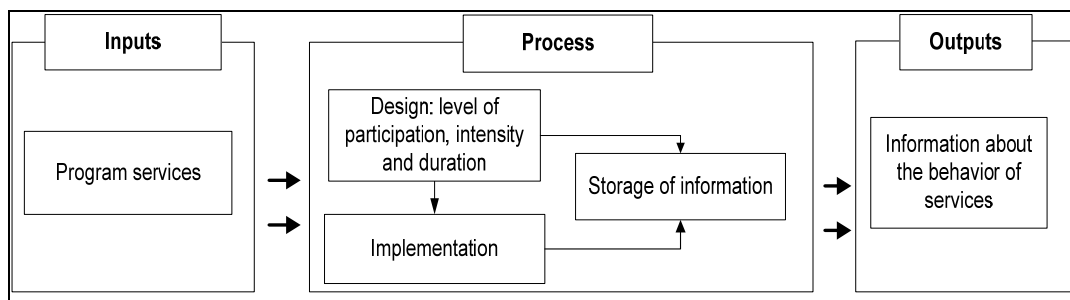 Inputs
Process
Outputs
Program services
Design: level of
participation, intensity
and duration
Implementation
Storage of information
Information about
the behavior of
services